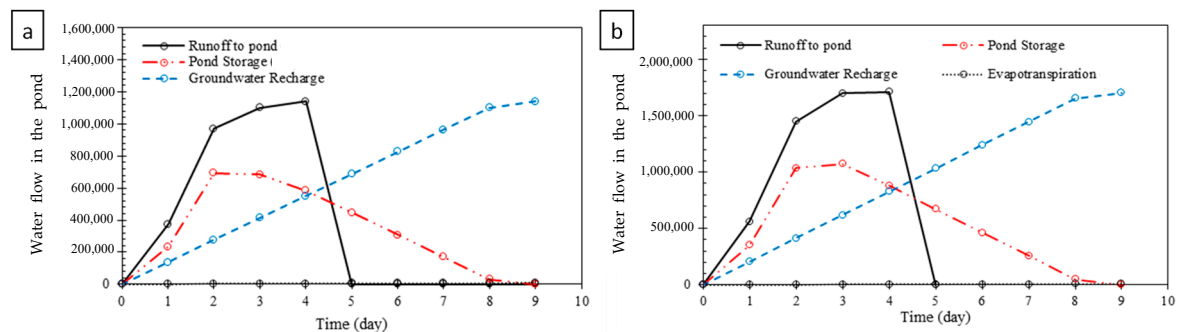 a
1,600,000
1,400,000
1,200,000
1,000,000
800,000
600,000
400,000
200,000
0
Water flow in the pond
Runoff to pond
Pond Storage (
Groundwater Recharge
0 1 2 3 4 5 6 7 8 9 10
Time (day)
b
2,000,000
1,500,000
1,000,000
500,000
0
Water flow in the pond
Runoff to pond Pond Storage
Groundwater Recharge Evapotranspiration
0 1 2 3 4 5 6 7 8 9 10
Time (day)